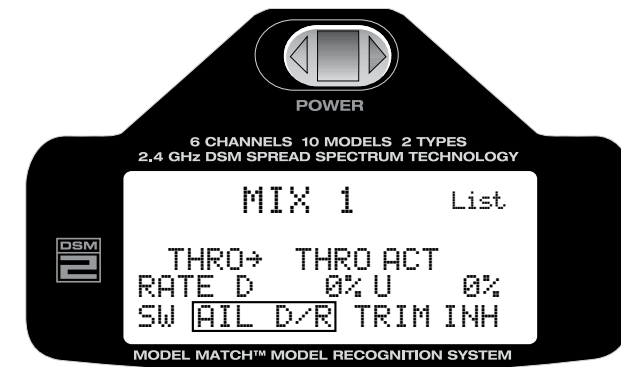 POWER
6 CHANNELS 10 MODELS 2 TYPES
2.4 GHz DSM SPREAD SPECTRUM TECHNOLOGY
MIX 1 List
DSM
2
THRO→ THRO ACT
RATE D 0% U 0%
SW AIL D/R TRIM INH
MODEL MATCH™ MODEL RECOGNITION SYSTEM